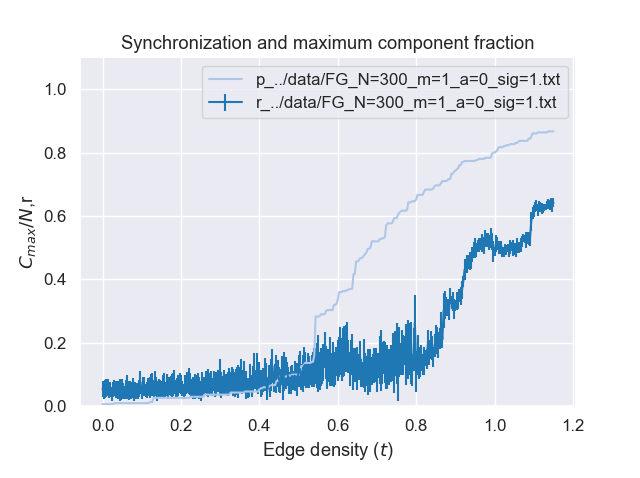 Synchronization and maximum component fraction
p_../data/FG_N=300_m=1_a=0_sig=1.txt
r_../data/FG_N=300_m=1_a=0_sig=1.txt
1.0
0.8
0.6
0.4
0.2
0.0
C_max/N,r
0.0 0.2 0.4 0.6 0.8 1.0 1.2
Edge density (t)